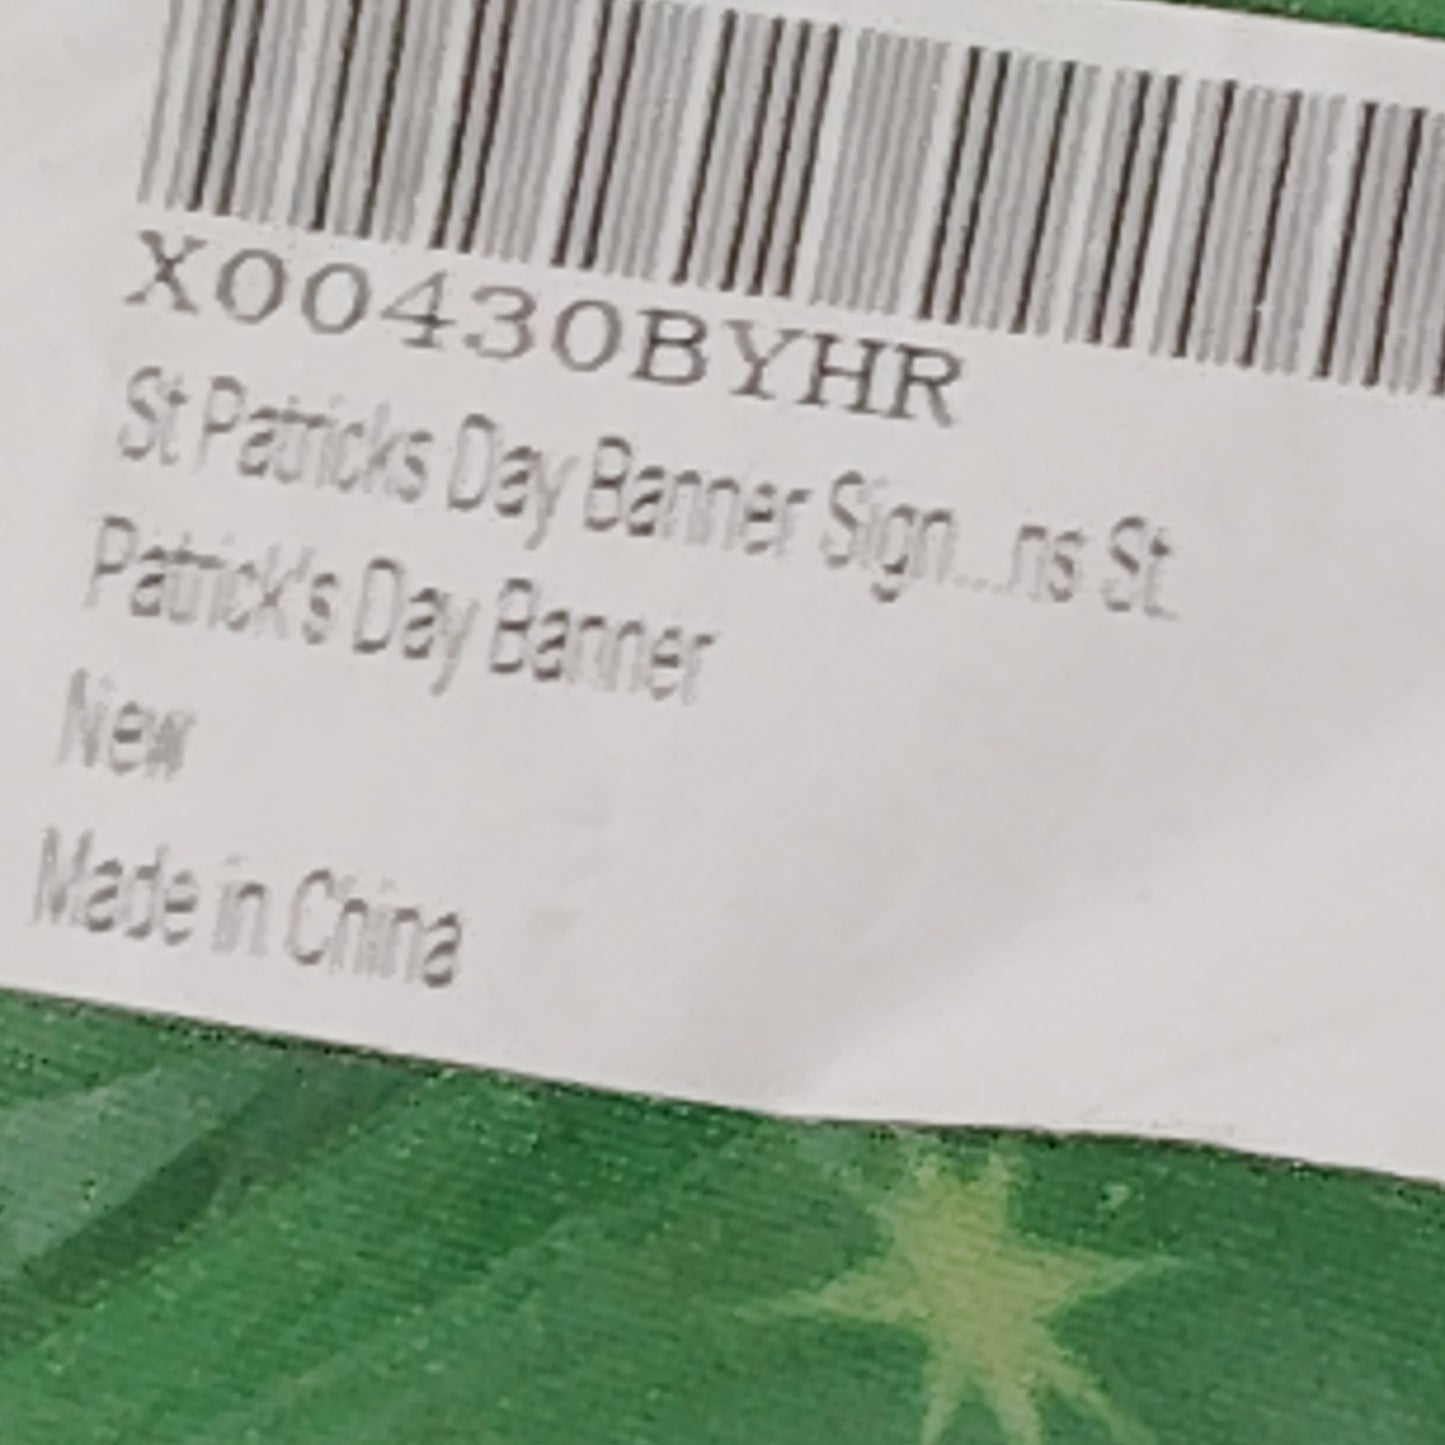 X00430BYHR
St Patricks Day Banner Sign...ns St.
Patrick's Day Banner
New
Made in China